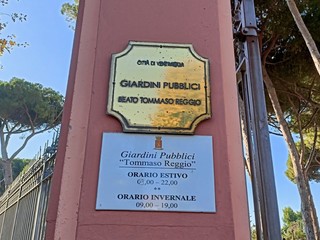 CITTÀ DI VENTIMIGLIA
GIARDINI PUBBLICI
BEATO TOMMASO REGGIO
Giardini Pubblici
"Tommaso Reggio"
ORARIO ESTIVO
07,00 - 22,00
ORARIO INVERNALE
09,00 - 19,00